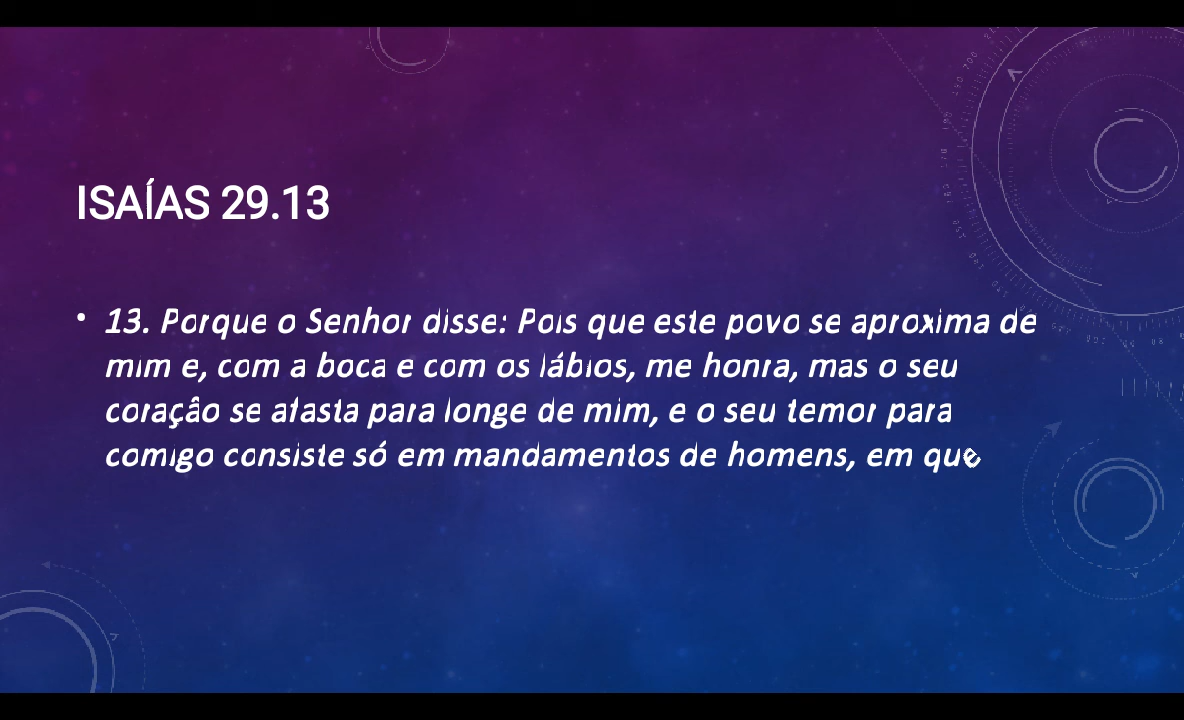 ISAÍAS 29.13
• 13. Porque o Senhor disse: Pois que este povo se aproxima de
mim e, com a boca e com os lábios, me honra, mas o seu
coração se afasta para longe de mim, e o seu temor para
comigo consiste só em mandamentos de homens, em que